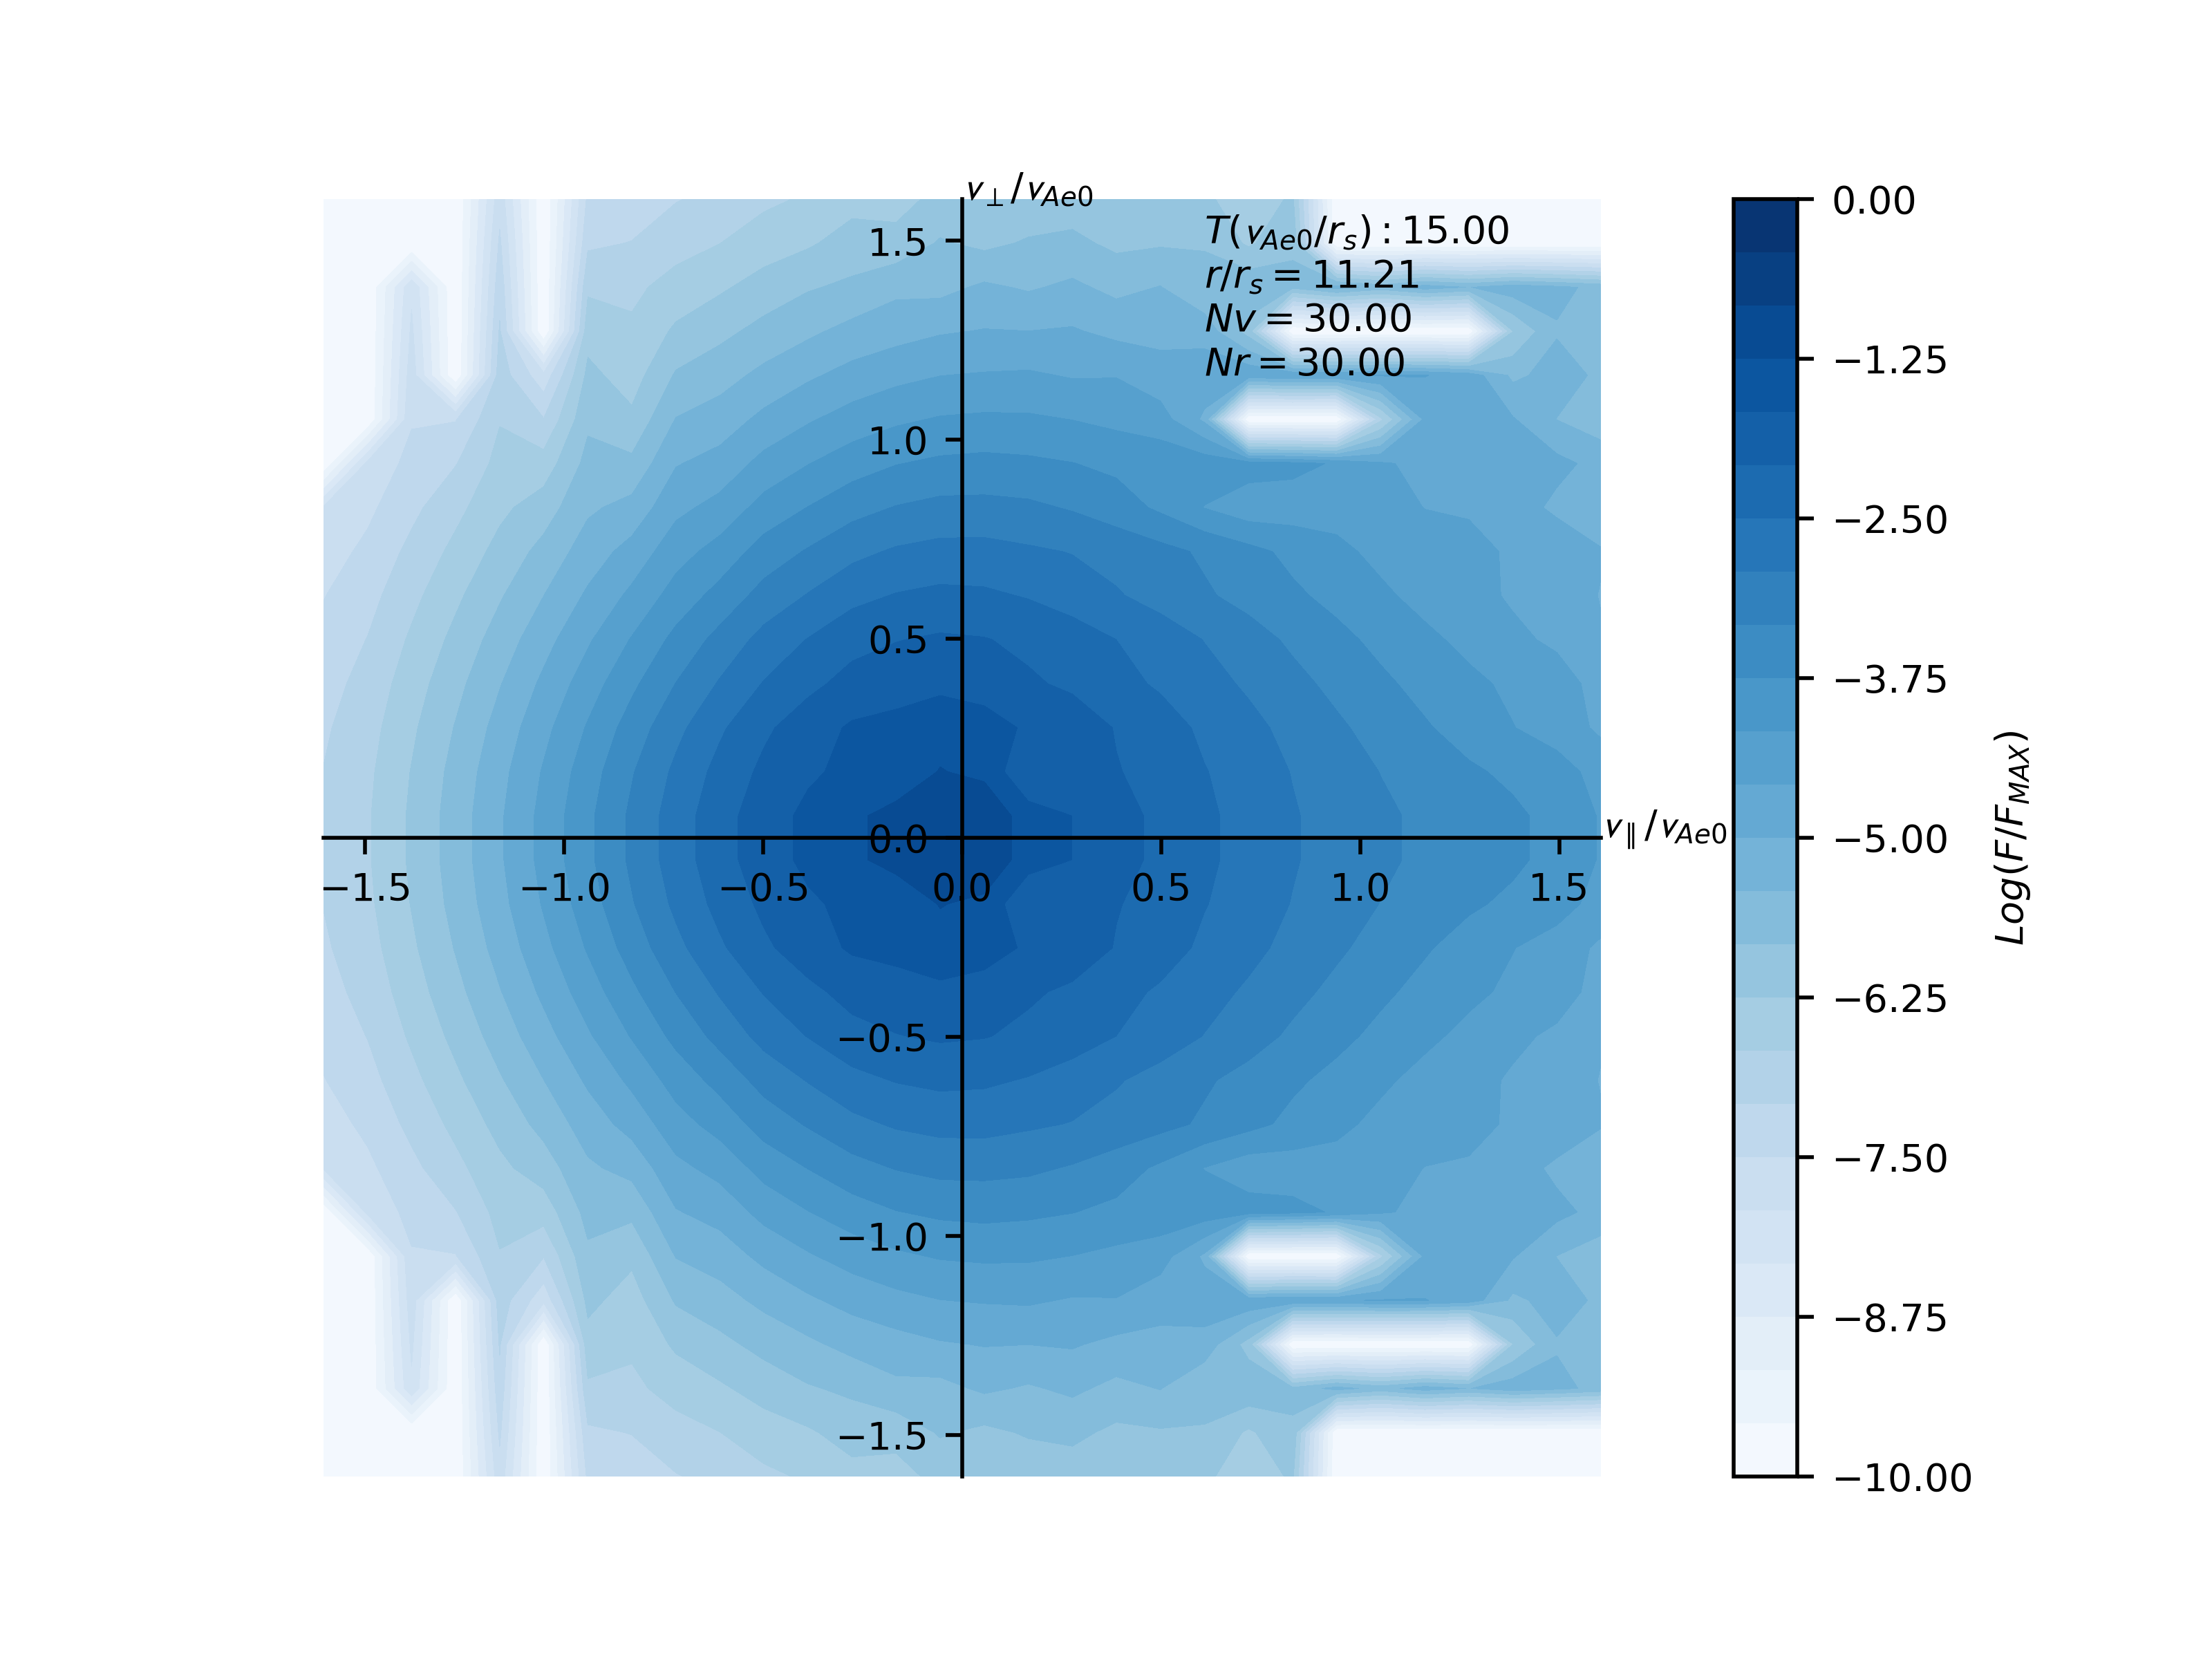 v⊥/vAe0
T(vAe0/rs) : 15.00
r/rs = 11.21
Nv = 30.00
Nr = 30.00
1.5
1.0
0.5
0.0
−0.5
−1.0
−1.5
−1.5 −1.0 −0.5 0.0 0.5 1.0 1.5
v∥/vAe0
0.00
−1.25
−2.50
−3.75
−5.00
−6.25
−7.50
−8.75
−10.00
Log(F/FMAX)